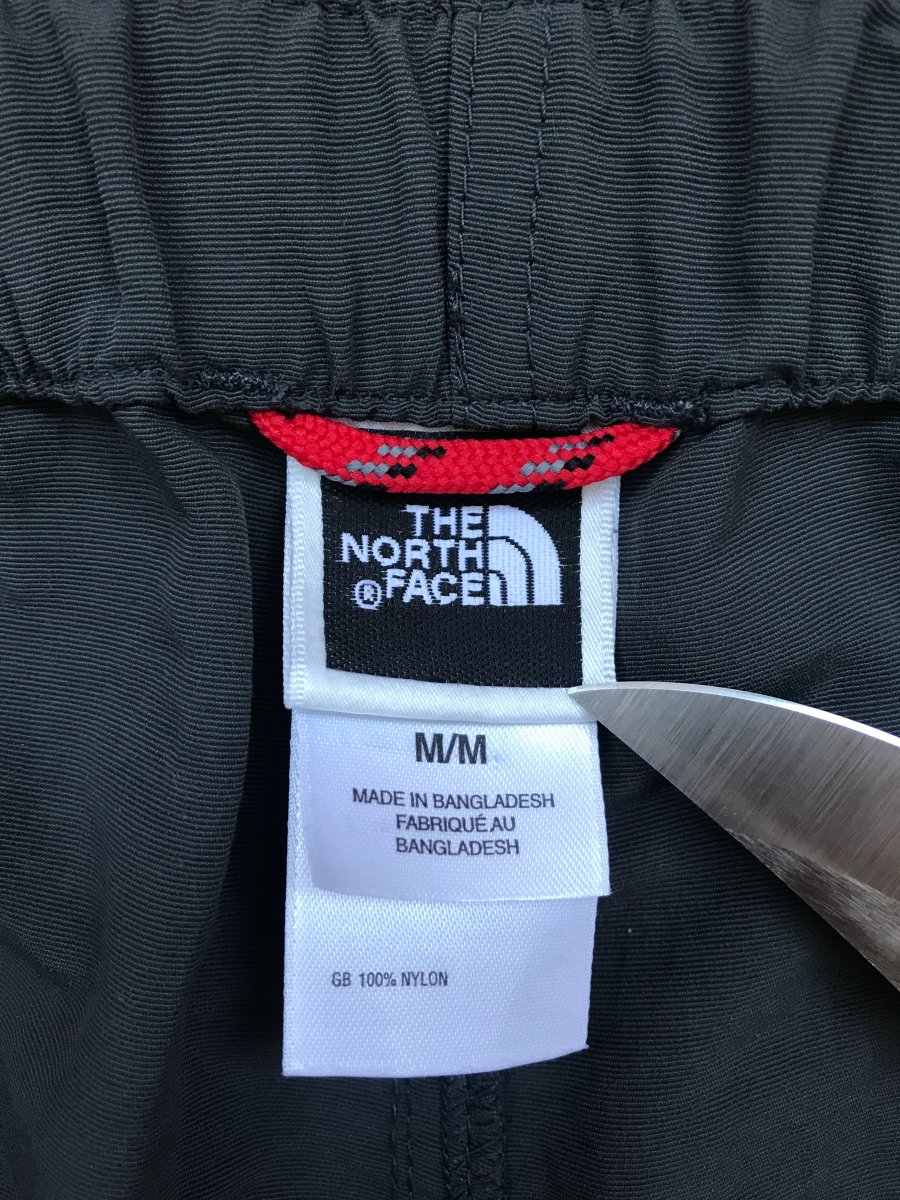 THE
NORTH
® FACE
M/M
MADE IN BANGLADESH
FABRIQUÉ AU
BANGLADESH
GB 100% NYLON